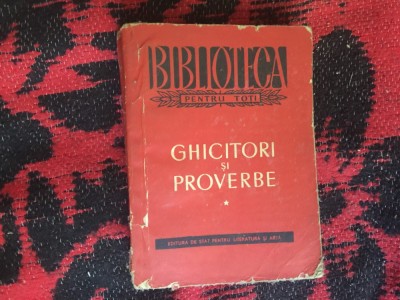 BIBLIOTECA
PENTRU TOȚI
GHICITORI
ȘI
PROVERBE
*
EDITURA DE STAT PENTRU LITERATURĂ ȘI ARTĂ